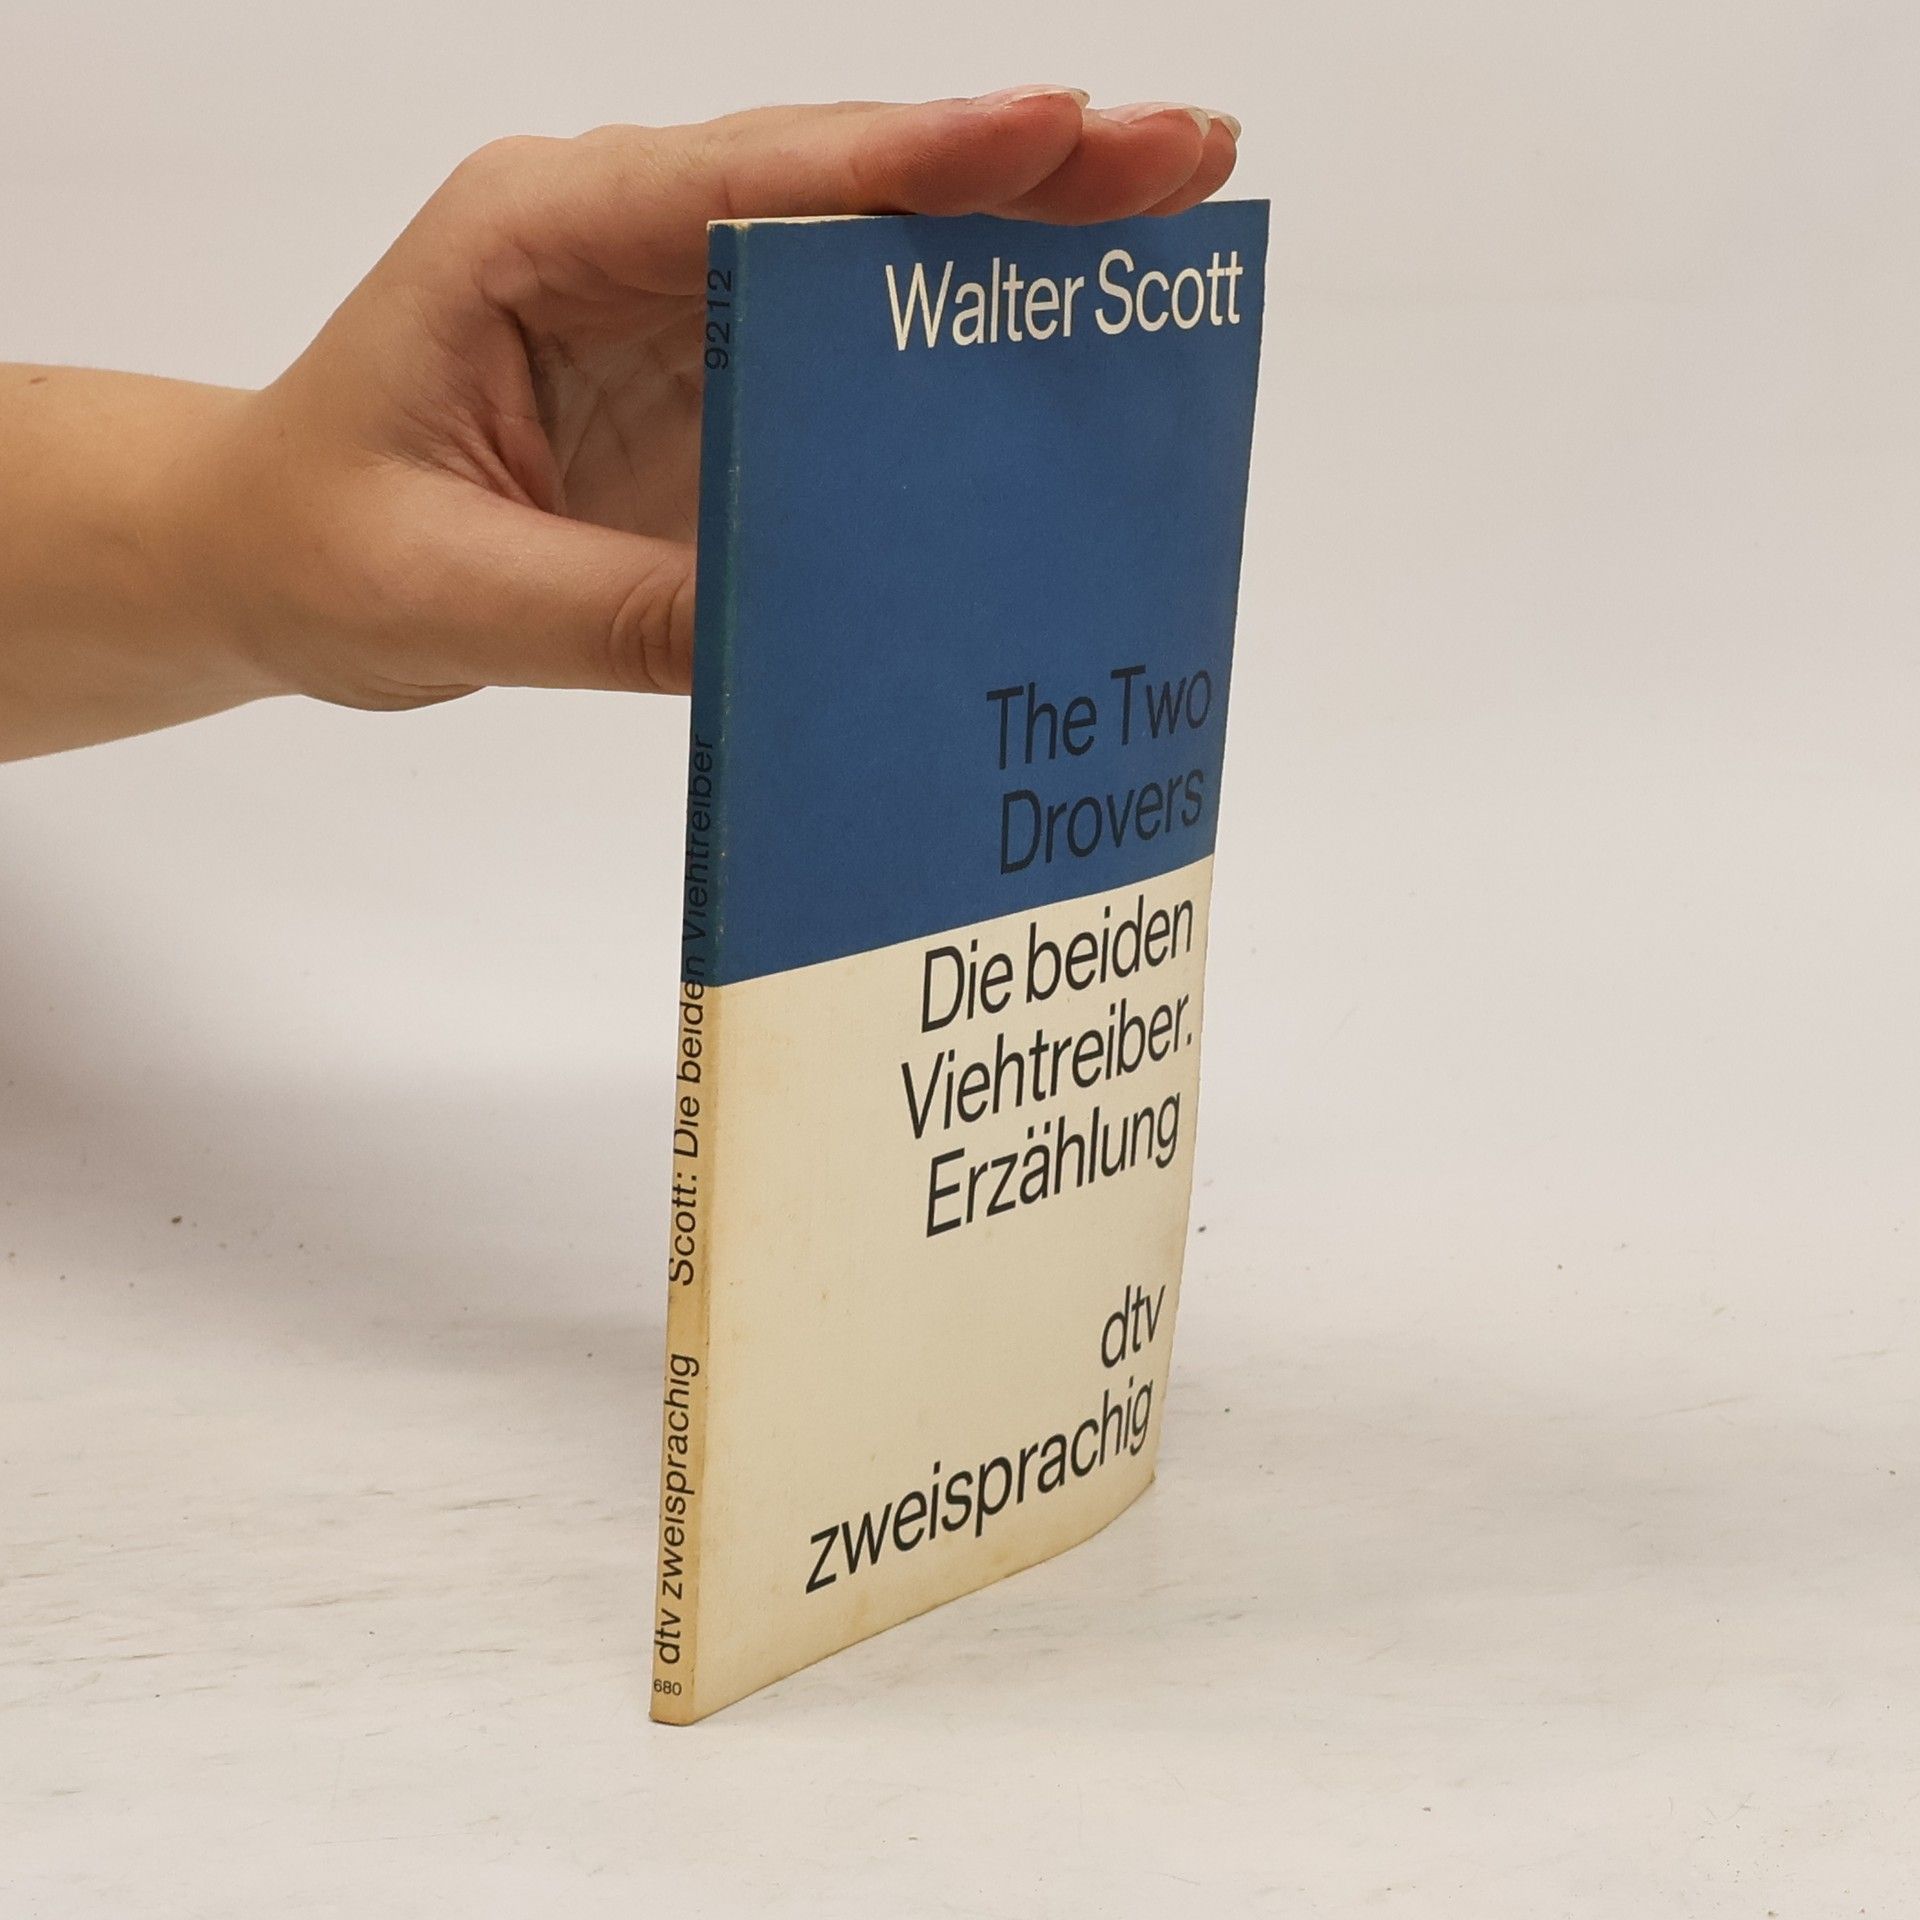 Walter Scott
The Two
Drovers
Die beiden
Viehtreiber.
Erzählung
dtv
zweisprachig
680
dtv zweisprachig Scott: Die beiden Viehtreiber 9212